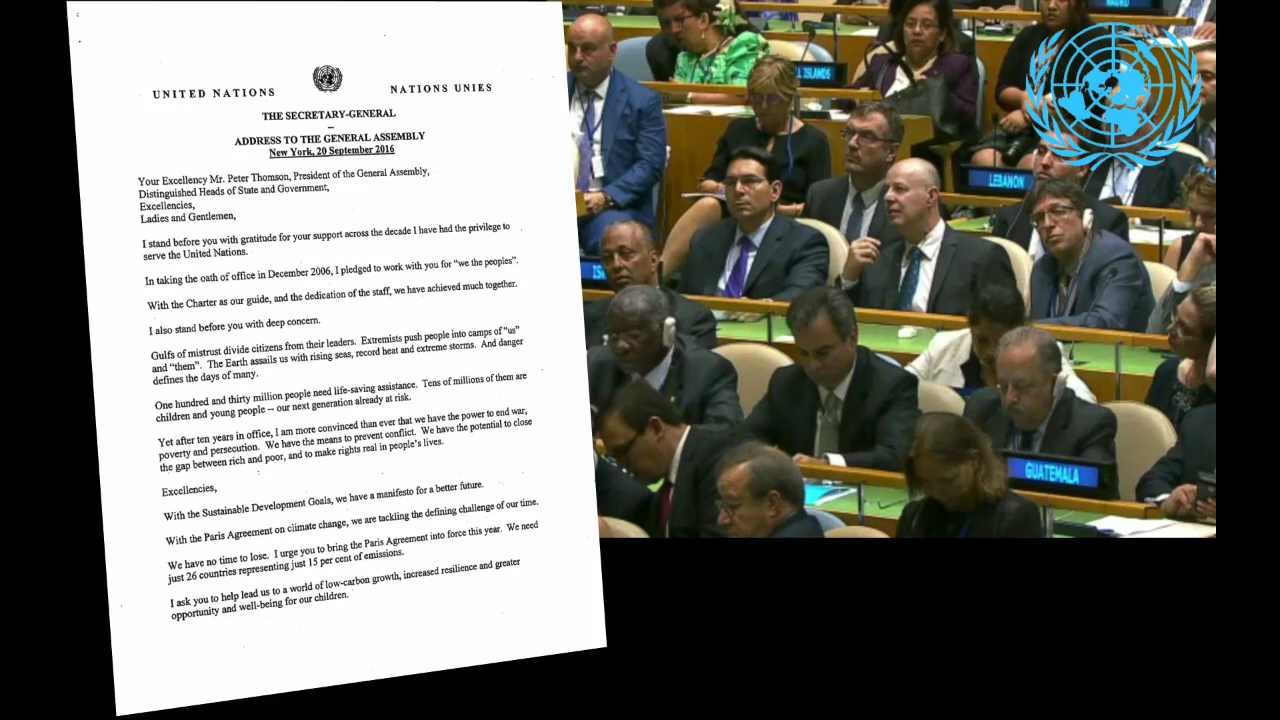 UNITED NATIONS
NATIONS UNIES
THE SECRETARY-GENERAL
--
ADDRESS TO THE GENERAL ASSEMBLY
New York, 20 September 2016
Your Excellency Mr. Peter Thomson, President of the General Assembly,
Distinguished Heads of State and Government,
Excellencies,
Ladies and Gentlemen,
I stand before you with gratitude for your support across the decade I have had the privilege to
serve the United Nations.
In taking the oath of office in December 2006, I pledged to work with you for “we the peoples”.
With the Charter as our guide, and the dedication of the staff, we have achieved much together.
I also stand before you with deep concern.
Gulfs of mistrust divide citizens from their leaders. Extremists push people into camps of “us”
and “them”. The Earth assails us with rising seas, record heat and extreme storms. And danger
defines the days of many.
One hundred and thirty million people need life-saving assistance. Tens of millions of them are
children and young people -- our next generation already at risk.
Yet after ten years in office, I am more convinced than ever that we have the power to end war,
poverty and persecution. We have the means to prevent conflict. We have the potential to close
the gap between rich and poor, and to make rights real in people’s lives.
Excellencies,
With the Sustainable Development Goals, we have a manifesto for a better future.
With the Paris Agreement on climate change, we are tackling the defining challenge of our time.
We have no time to lose. I urge you to bring the Paris Agreement into force this year. We need
just 26 countries representing just 15 per cent of emissions.
I ask you to help lead us to a world of low-carbon growth, increased resilience and greater
opportunity and well-being for our children.
ISLANDS
LEBANON
GUATEMALA